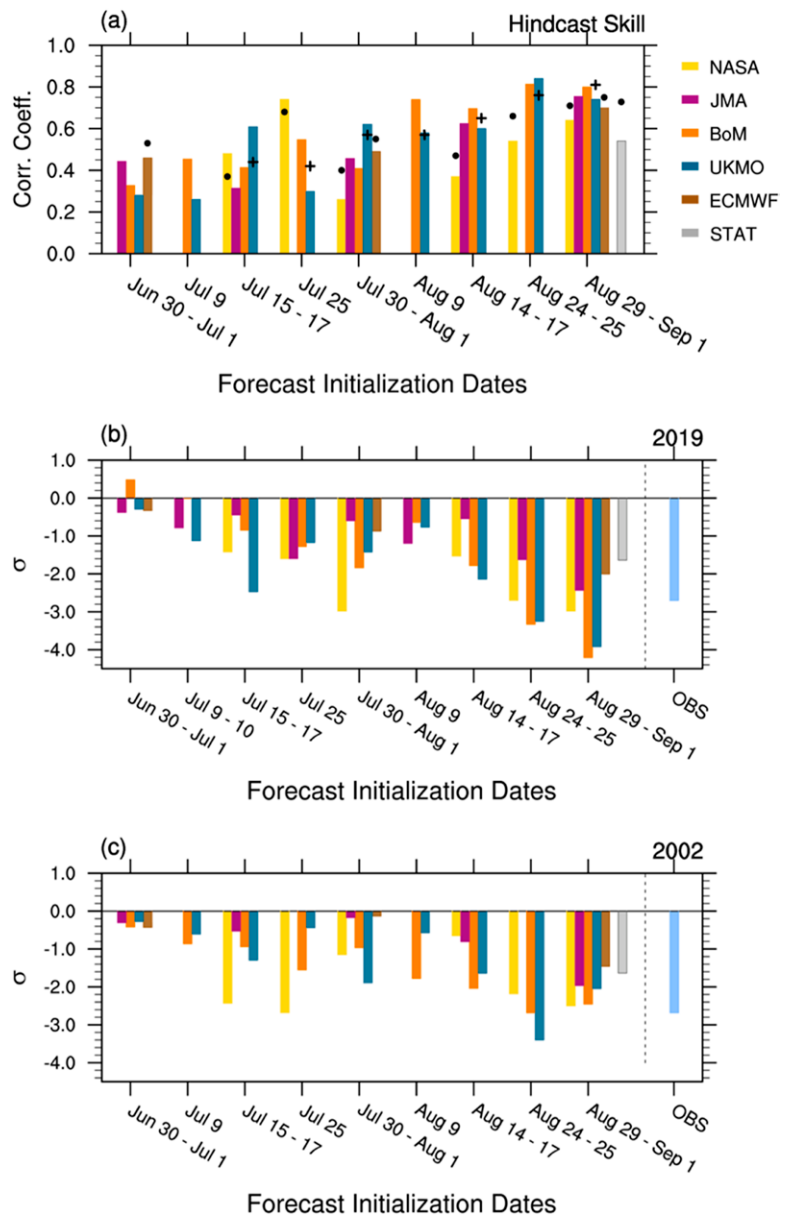 (a)
Hindcast Skill
1.0
0.8
0.6
0.4
0.2
0.0
Corr. Coeff.
NASA
JMA
BoM
UKMO
ECMWF
STAT
Jun 30 - Jul 1
Jul 9
Jul 15 - 17
Jul 25
Jul 30 - Aug 1
Aug 9
Aug 14 - 17
Aug 24 - 25
Aug 29 - Sep 1
Forecast Initialization Dates
(b)
2019
1.0
0.0
-1.0
-2.0
-3.0
-4.0
σ
Jun 30 - Jul 1
Jul 9 - 10
Jul 15 - 17
Jul 25
Jul 30 - Aug 1
Aug 9
Aug 14 - 17
Aug 24 - 25
Aug 29 - Sep 1
OBS
Forecast Initialization Dates
(c)
2002
1.0
0.0
-1.0
-2.0
-3.0
-4.0
σ
Jun 30 - Jul 1
Jul 9
Jul 15 - 17
Jul 25
Jul 30 - Aug 1
Aug 9
Aug 14 - 17
Aug 24 - 25
Aug 29 - Sep 1
OBS
Forecast Initialization Dates